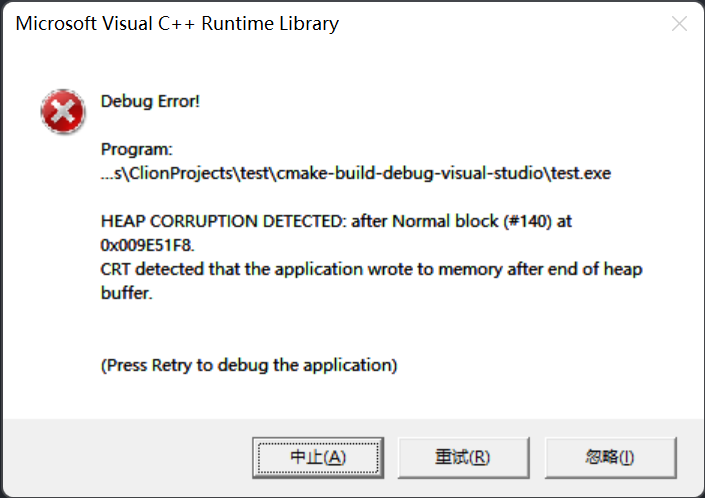 Microsoft Visual C++ Runtime Library
Debug Error!
Program:
...s\ClionProjects\test\cmake-build-debug-visual-studio\test.exe
HEAP CORRUPTION DETECTED: after Normal block (#140) at
0x009E51F8.
CRT detected that the application wrote to memory after end of heap
buffer.
(Press Retry to debug the application)
中止(A) 重试(R) 忽略(I)